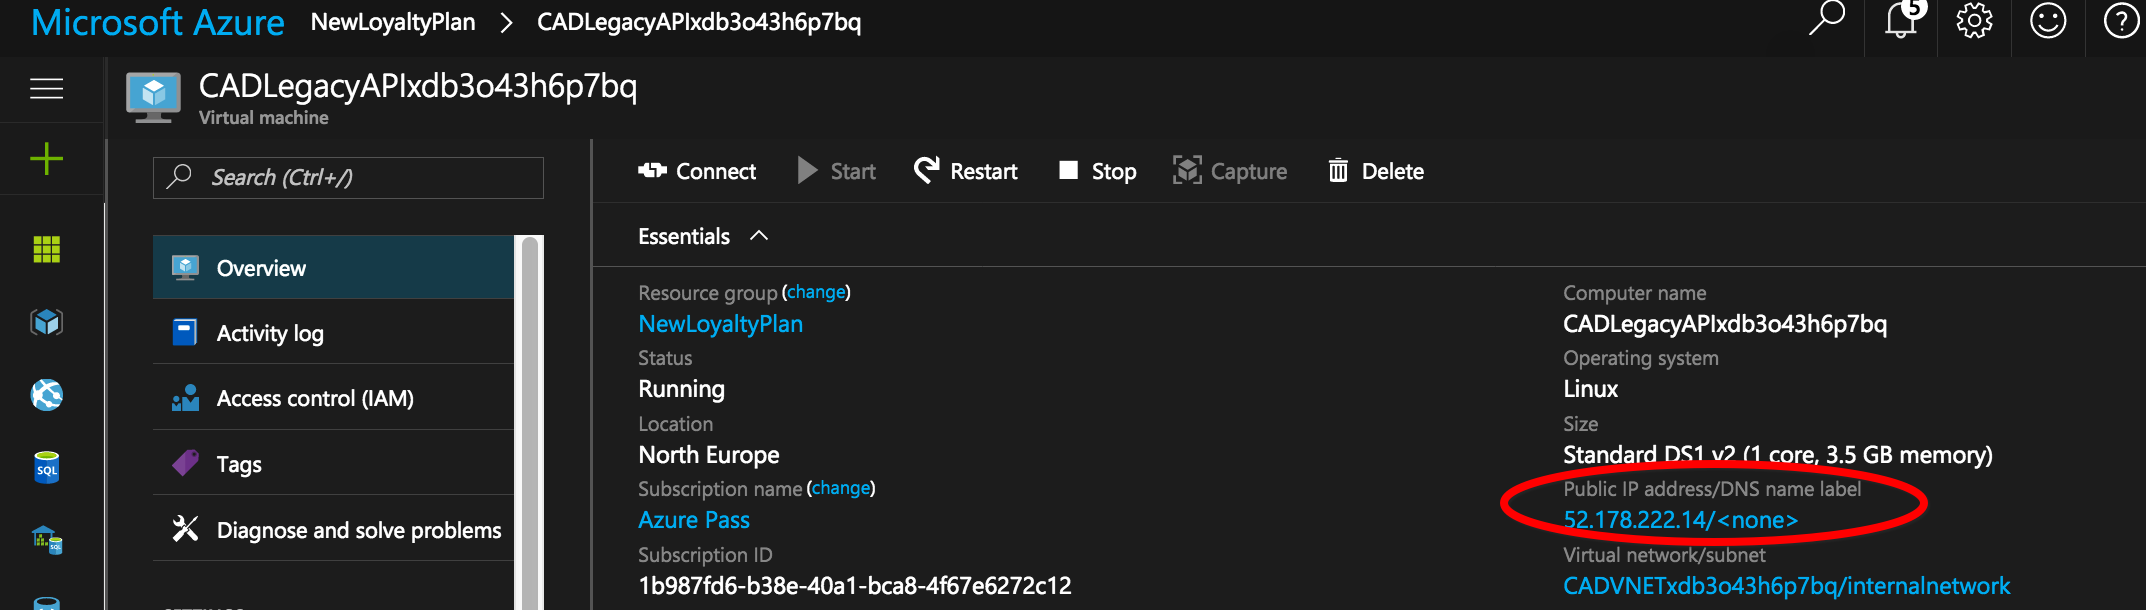 Microsoft Azure NewLoyaltyPlan > CADLegacyAPIxdb3o43h6p7bq
5
?
CADLegacyAPIxdb3o43h6p7bq
Virtual machine
Search (Ctrl+/)
Connect Start Restart Stop Capture Delete
Overview
Activity log
Access control (IAM)
Tags
Diagnose and solve problems
SQL
SQL
Essentials
Resource group (change)
NewLoyaltyPlan
Status
Running
Location
North Europe
Subscription name (change)
Azure Pass
Subscription ID
1b987fd6-b38e-40a1-bca8-4f67e6272c12
Computer name
CADLegacyAPIxdb3o43h6p7bq
Operating system
Linux
Size
Standard DS1 v2 (1 core, 3.5 GB memory)
Public IP address/DNS name label
52.178.222.14/<none>
Virtual network/subnet
CADVNETxdb3o43h6p7bq/internalnetwork